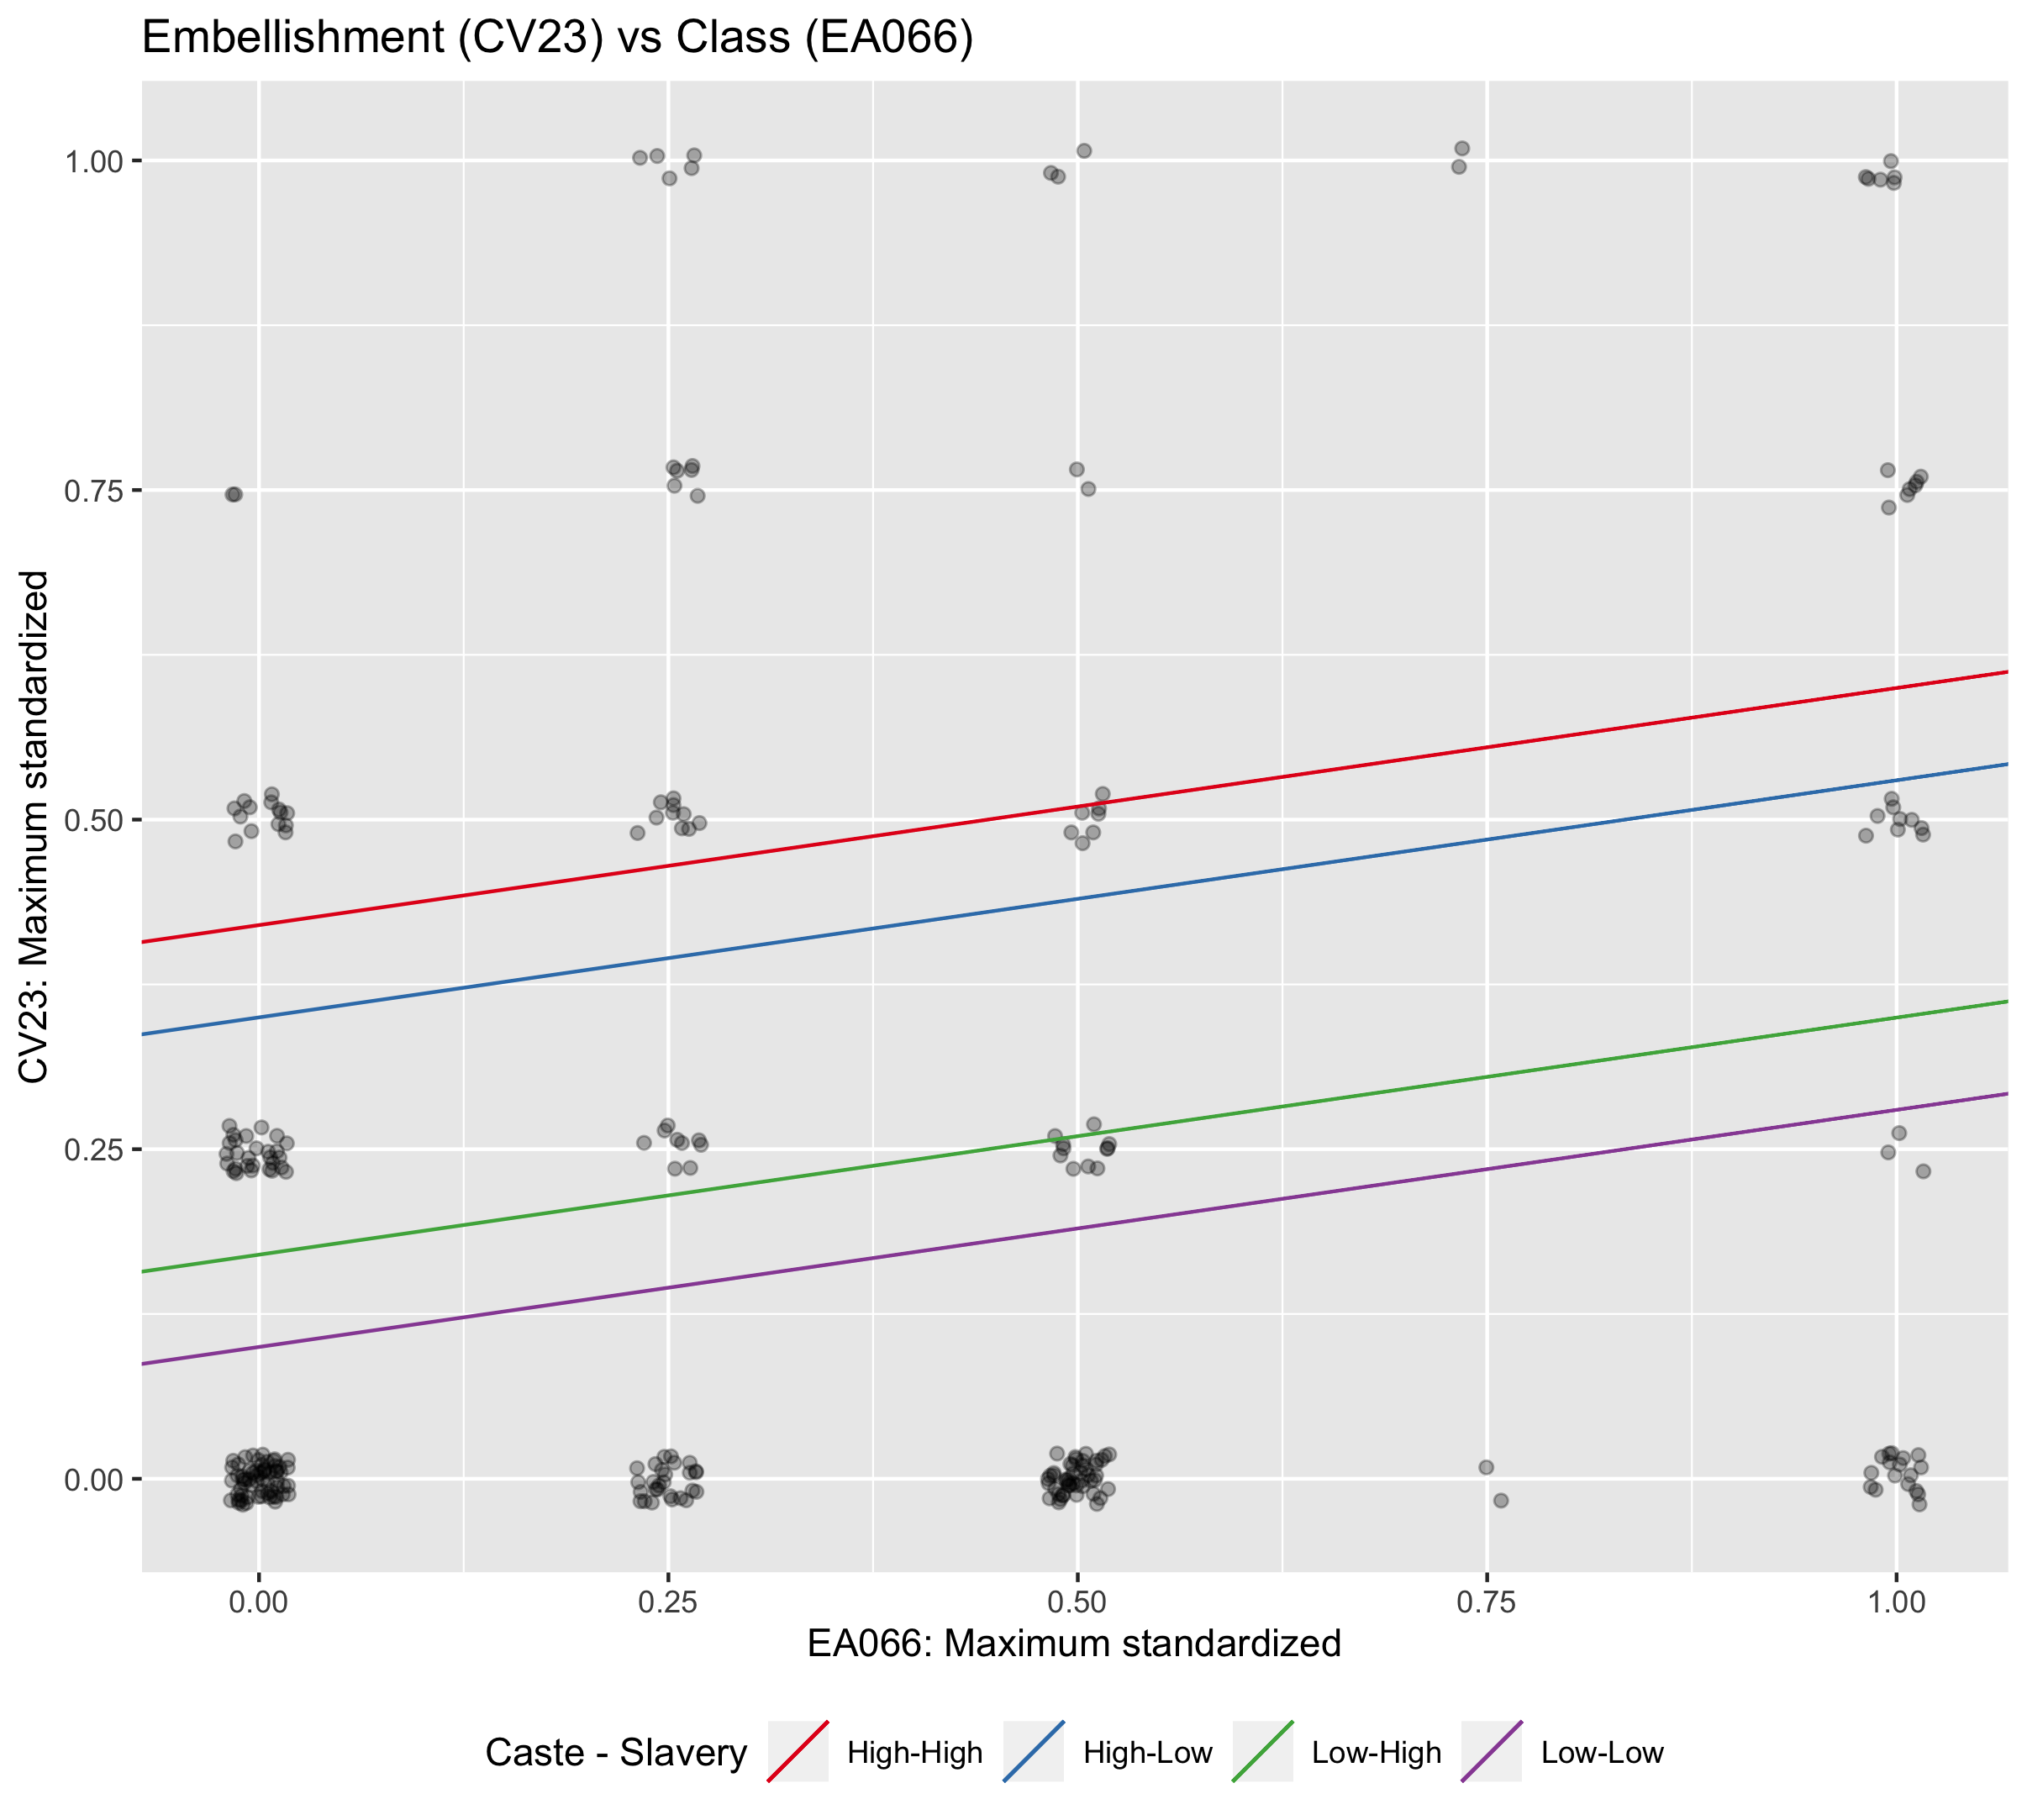 Embellishment (CV23) vs Class (EA066)
1.00
0.75
0.50
0.25
0.00
CV23: Maximum standardized
0.00 0.25 0.50 0.75 1.00
EA066: Maximum standardized
Caste - Slavery High-High High-Low Low-High Low-Low